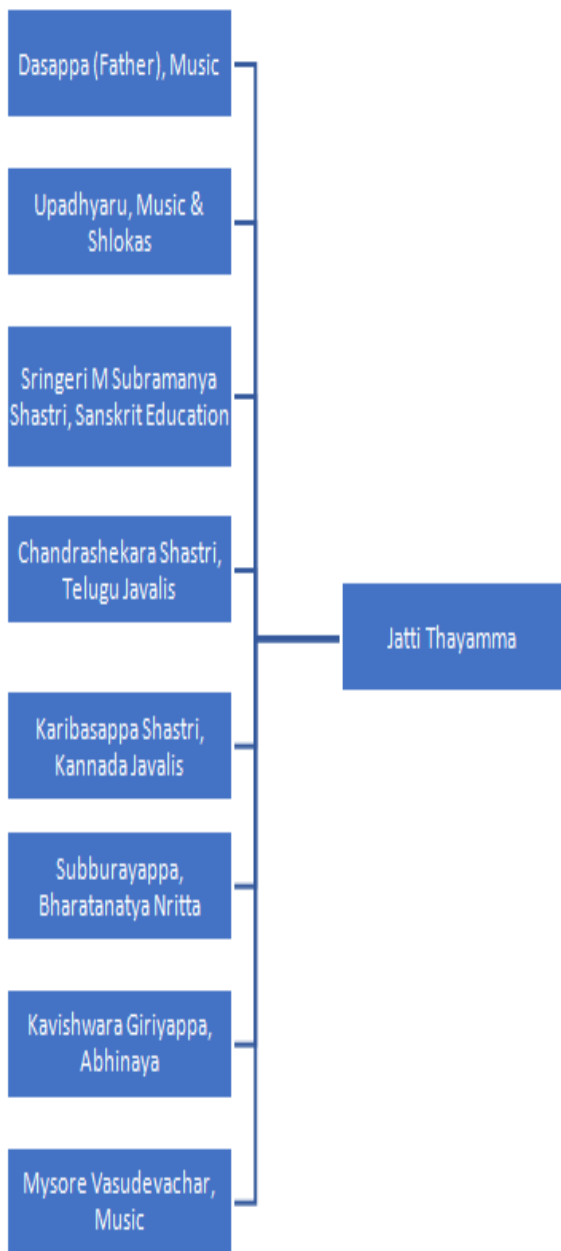 Dasappa (Father), Music
Upadhyaru, Music &
Shlokas
Sringeri M Subramanya
Shastri, Sanskrit Education
Chandrashekara Shastri,
Telugu Javalis
Jatti Thayamma
Karibasappa Shastri,
Kannada Javalis
Subburayappa,
Bharatanatya Nritta
Kavishwara Giriyappa,
Abhinaya
Mysore Vasudevachar,
Music